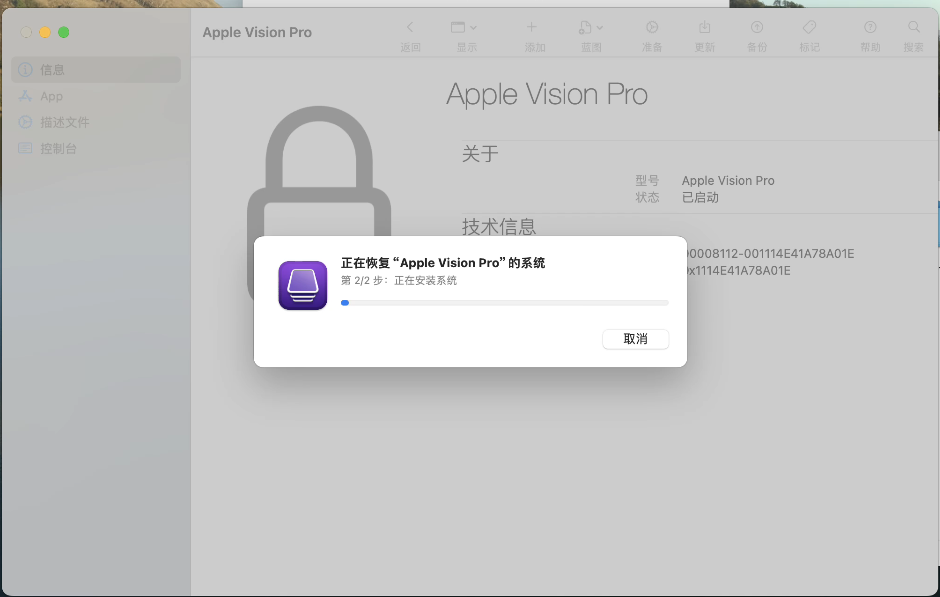 Apple Vision Pro
返回
显示
添加
蓝图
准备
更新
备份
标记
帮助
搜索
信息
App
描述文件
控制台
Apple Vision Pro
关于
型号 Apple Vision Pro
状态 已启动
技术信息
00008112-001114E41A78A01E
0x1114E41A78A01E
正在恢复“Apple Vision Pro”的系统
第 2/2 步：正在安装系统
取消